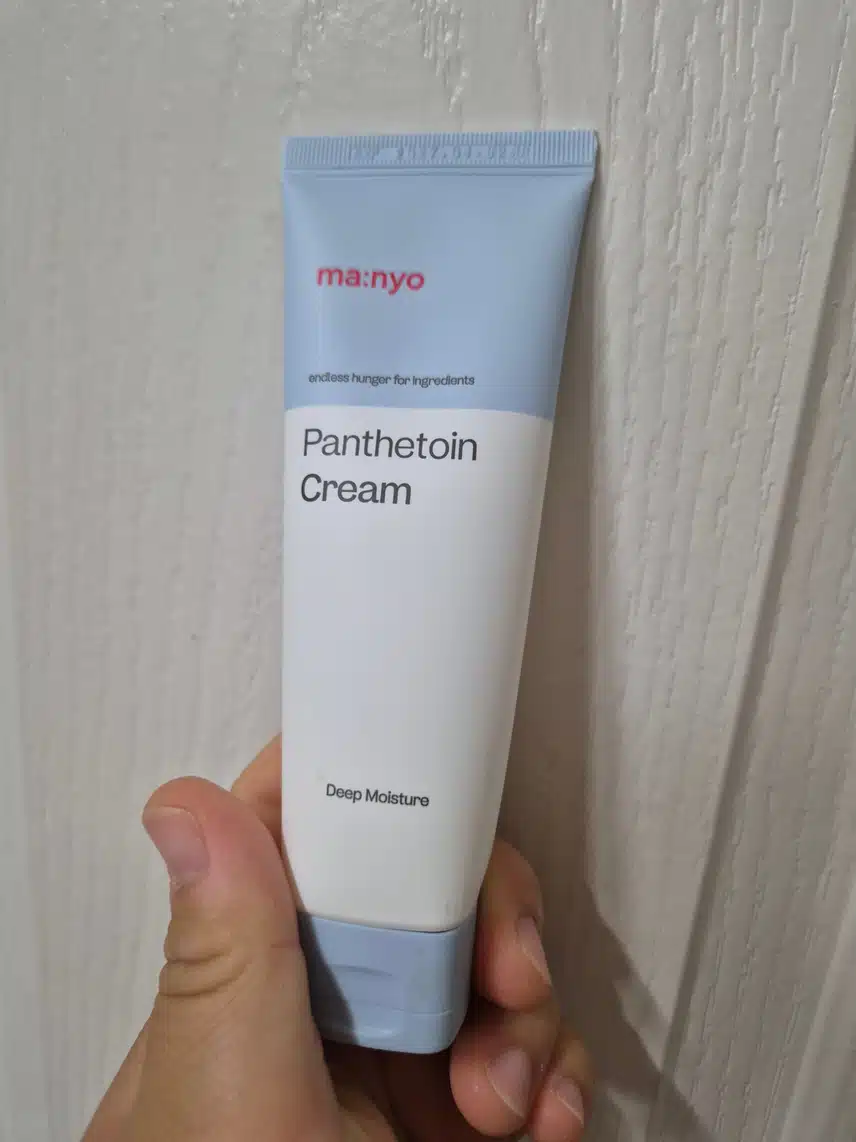 ma:nyo
endless hunger for ingredients
Panthetoin
Cream
Deep Moisture